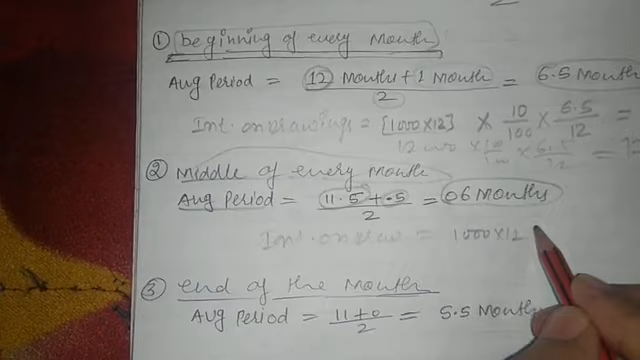 ① beginning of every month
Avg Period = 12 months + 1 month / 2 = 6.5 Month
Int. on drawings = [1000×12] × 10/100 × 6.5/12 =
② Middle of every month
Avg Period = 11.5 + .5 / 2 = 06 Months
Int. on draw = 1000×12
③ end of the Month
Avg Period = 11+0 / 2 = 5.5 Month